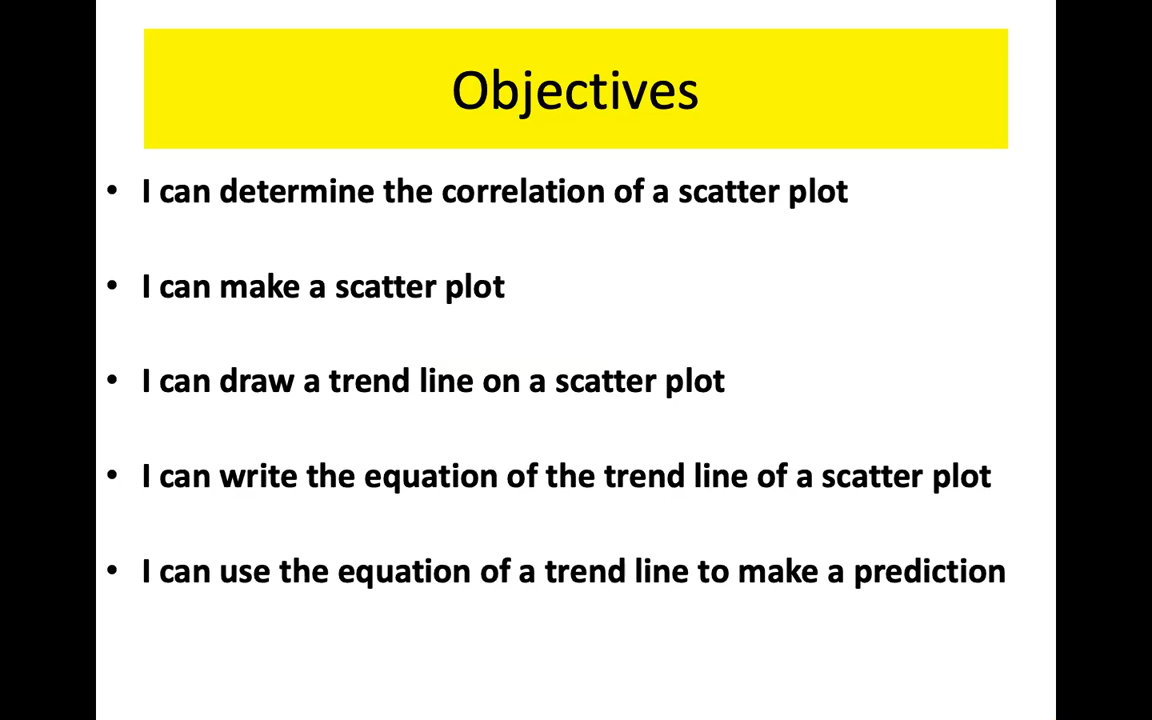 Objectives
• I can determine the correlation of a scatter plot
• I can make a scatter plot
• I can draw a trend line on a scatter plot
• I can write the equation of the trend line of a scatter plot
• I can use the equation of a trend line to make a prediction